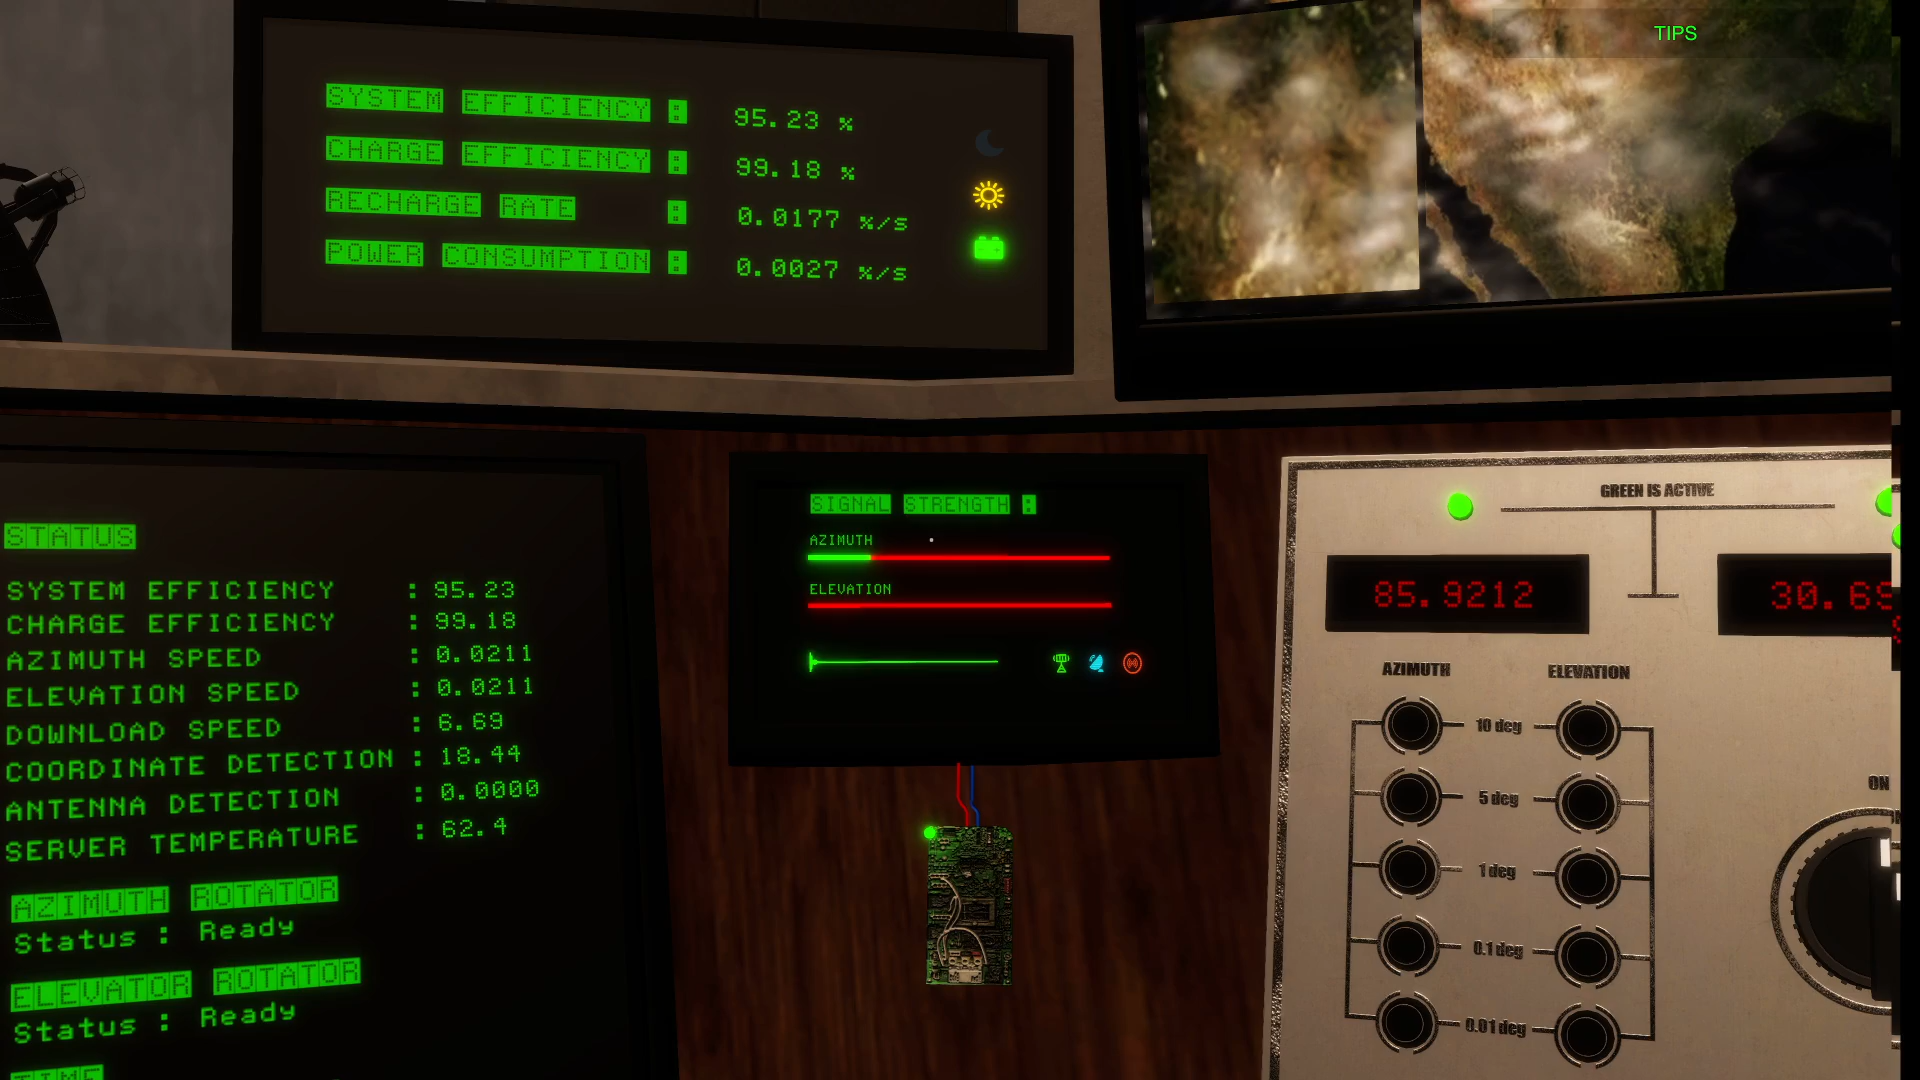 TIPS
SYSTEM EFFICIENCY : 95.23 %
CHARGE EFFICIENCY : 99.18 %
RECHARGE RATE : 0.0177 %/s
POWER CONSUMPTION : 0.0027 %/s
STATUS
SYSTEM EFFICIENCY : 95.23
CHARGE EFFICIENCY : 99.18
AZIMUTH SPEED : 0.0211
ELEVATION SPEED : 0.0211
DOWNLOAD SPEED : 6.69
COORDINATE DETECTION : 18.44
ANTENNA DETECTION : 0.0000
SERVER TEMPERATURE : 62.4
AZIMUTH ROTATOR
Status : Ready
ELEVATOR ROTATOR
Status : Ready
TIME
SIGNAL STRENGTH :
AZIMUTH
ELEVATION
GREEN IS ACTIVE
85.9212
30.69
AZIMUTH ELEVATION
10 deg
5 deg
1 deg
0.1 deg
0.01 deg
ON